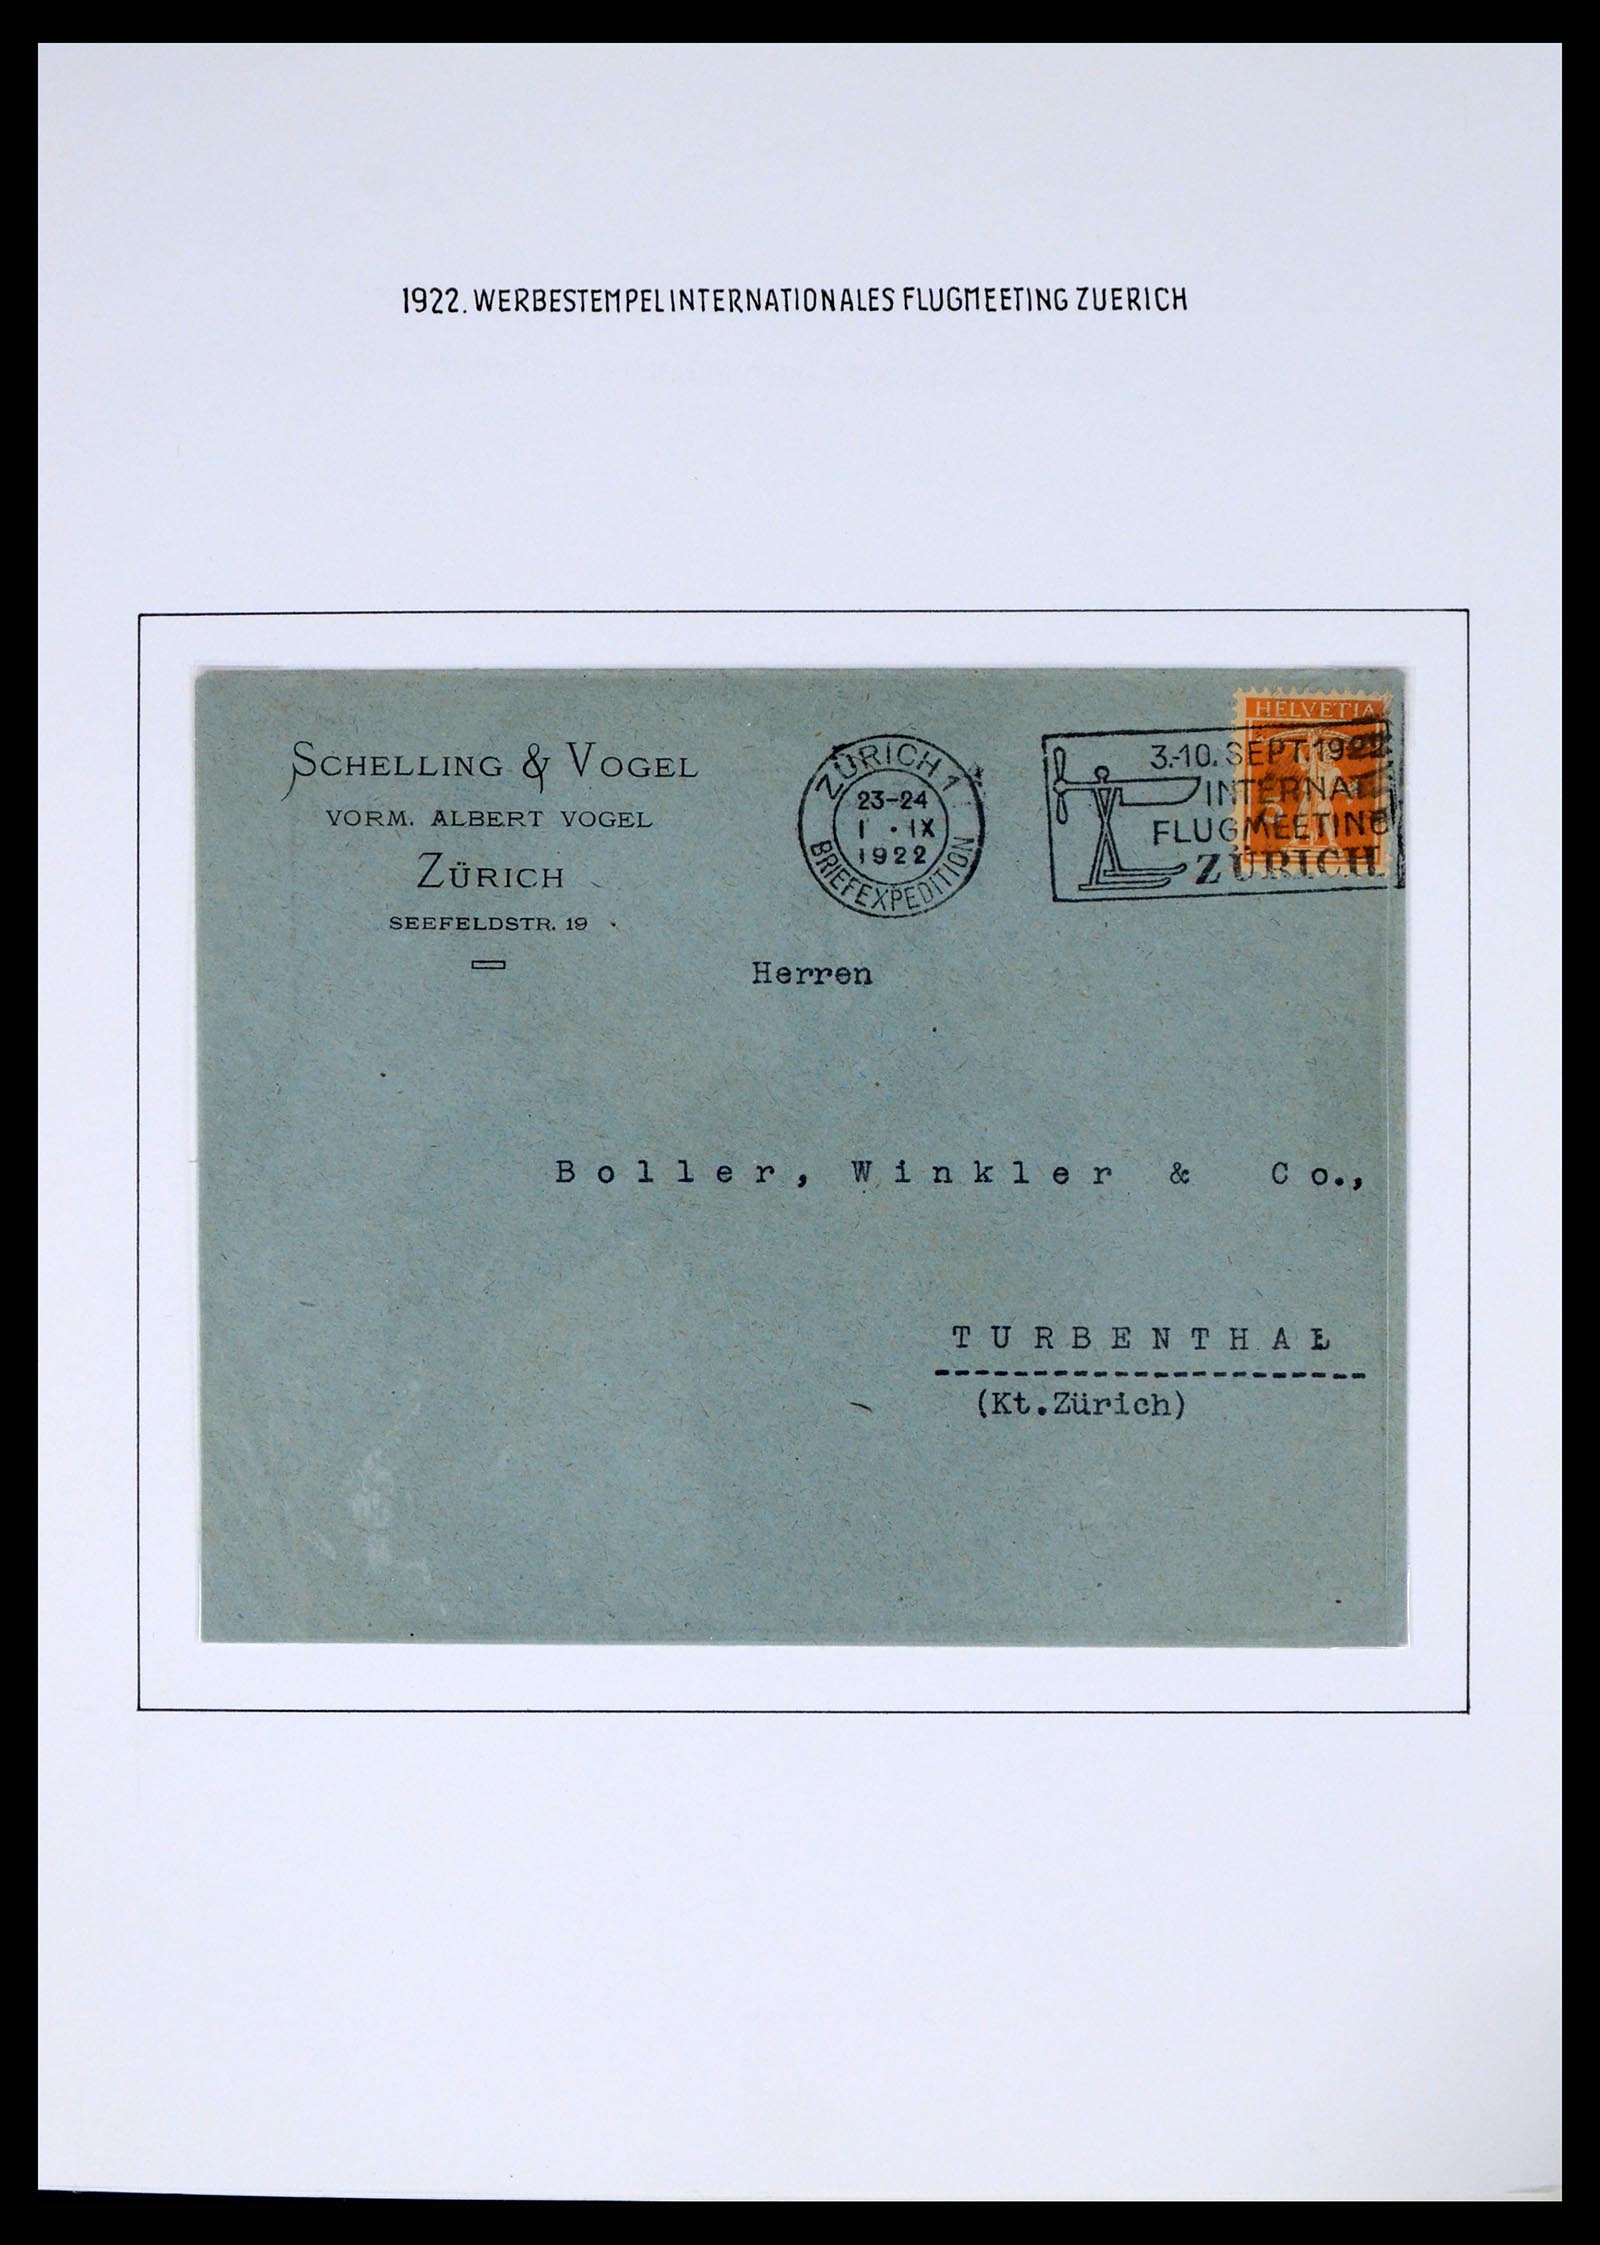 1922. WERBESTEMPEL INTERNATIONALES FLUGMEETING ZUERICH
SCHELLING & VOGEL
VORM. ALBERT VOGEL
ZÜRICH
SEEFELDSTR. 19
ZÜRICH 1
23-24
1 · IX
1922
BRIEFEXPEDITION
HELVETIA
3.-10. SEPT. 1922
INTERNAT.
FLUGMEETING
ZÜRICH
Herren
Boller, Winkler & Co.,
TURBENTHAL
(Kt.Zürich)